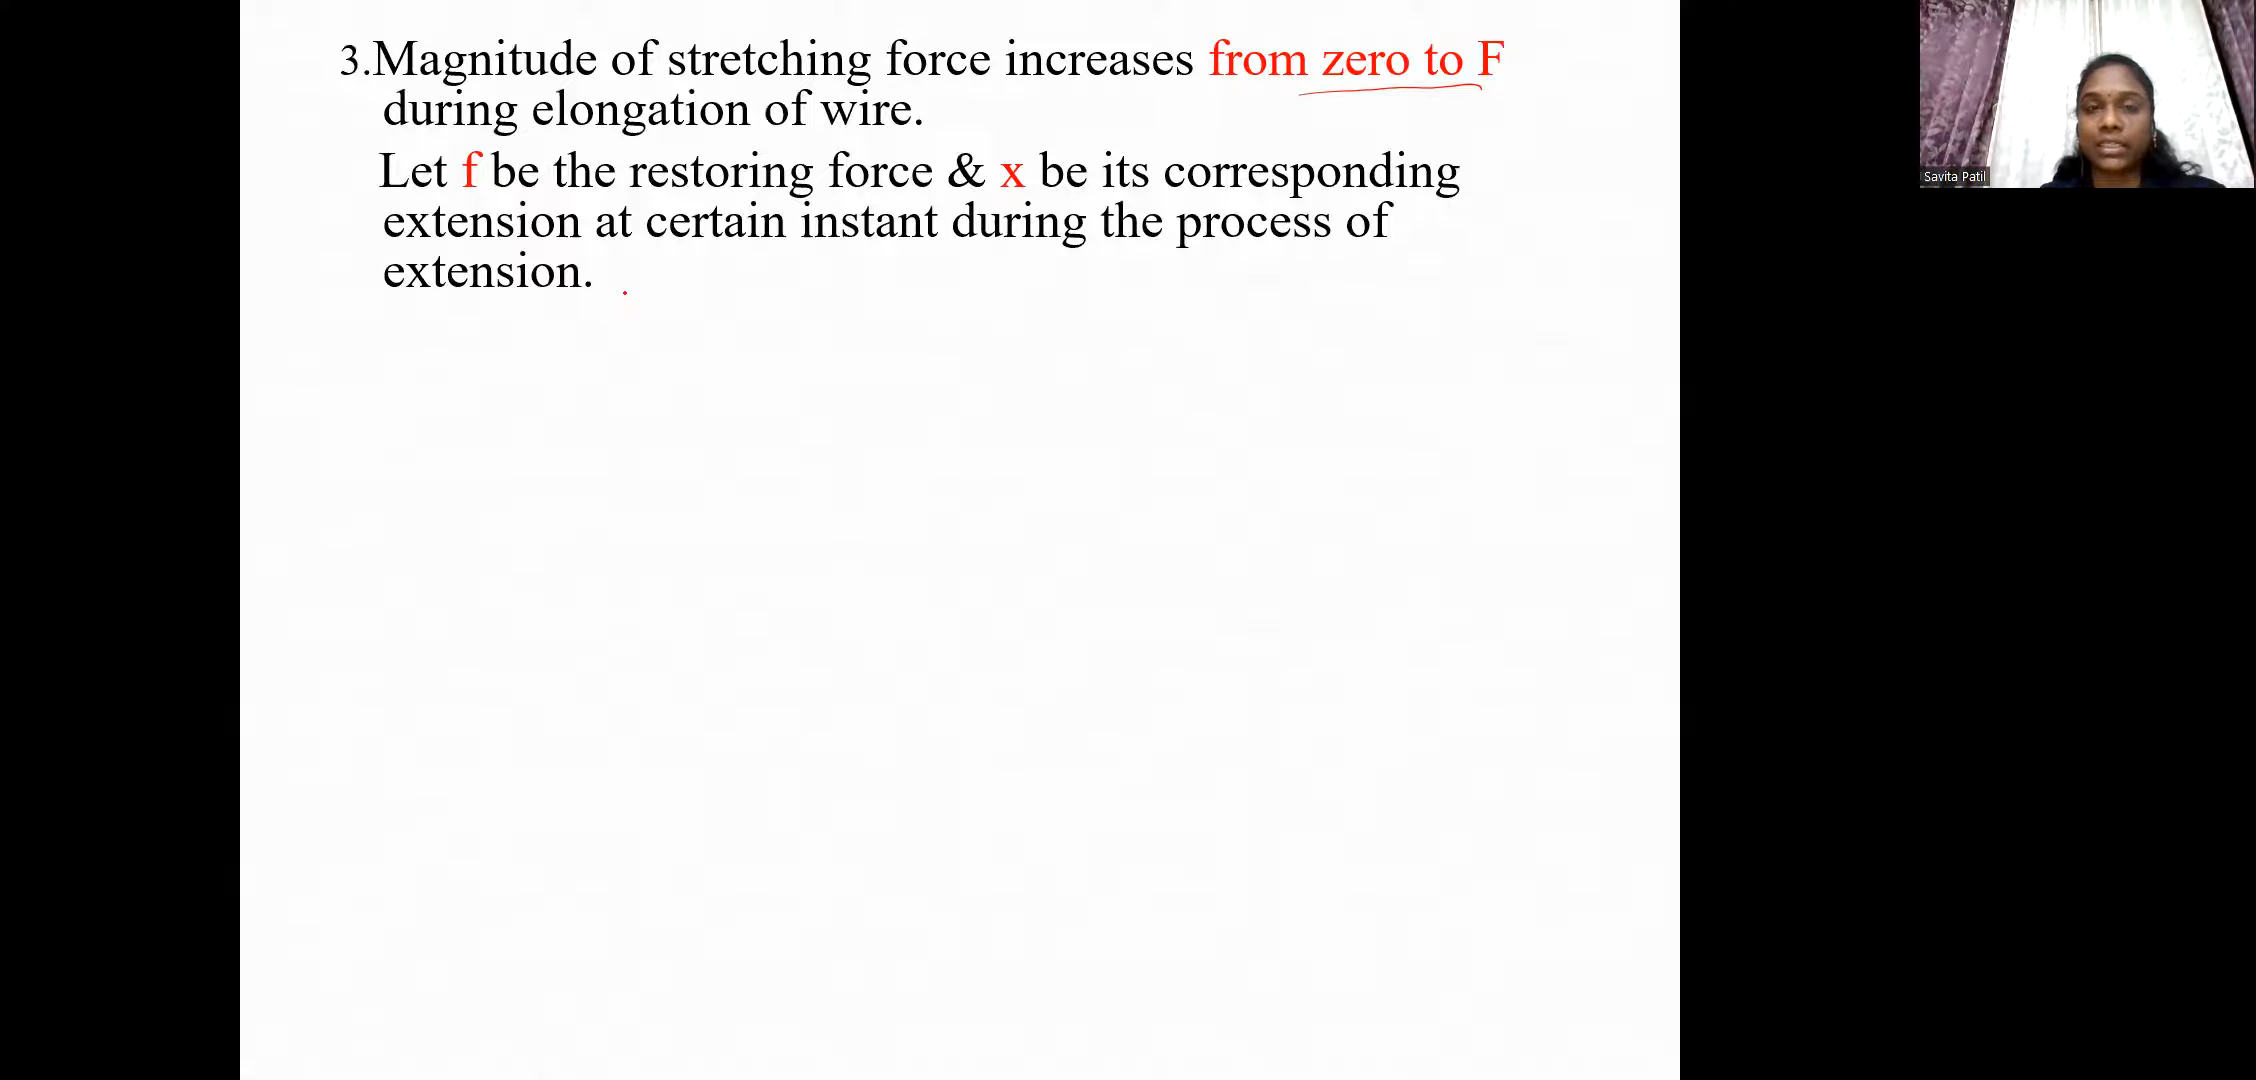 3.Magnitude of stretching force increases from zero to F
during elongation of wire.
Let f be the restoring force & x be its corresponding
extension at certain instant during the process of
extension.
Savita Patil